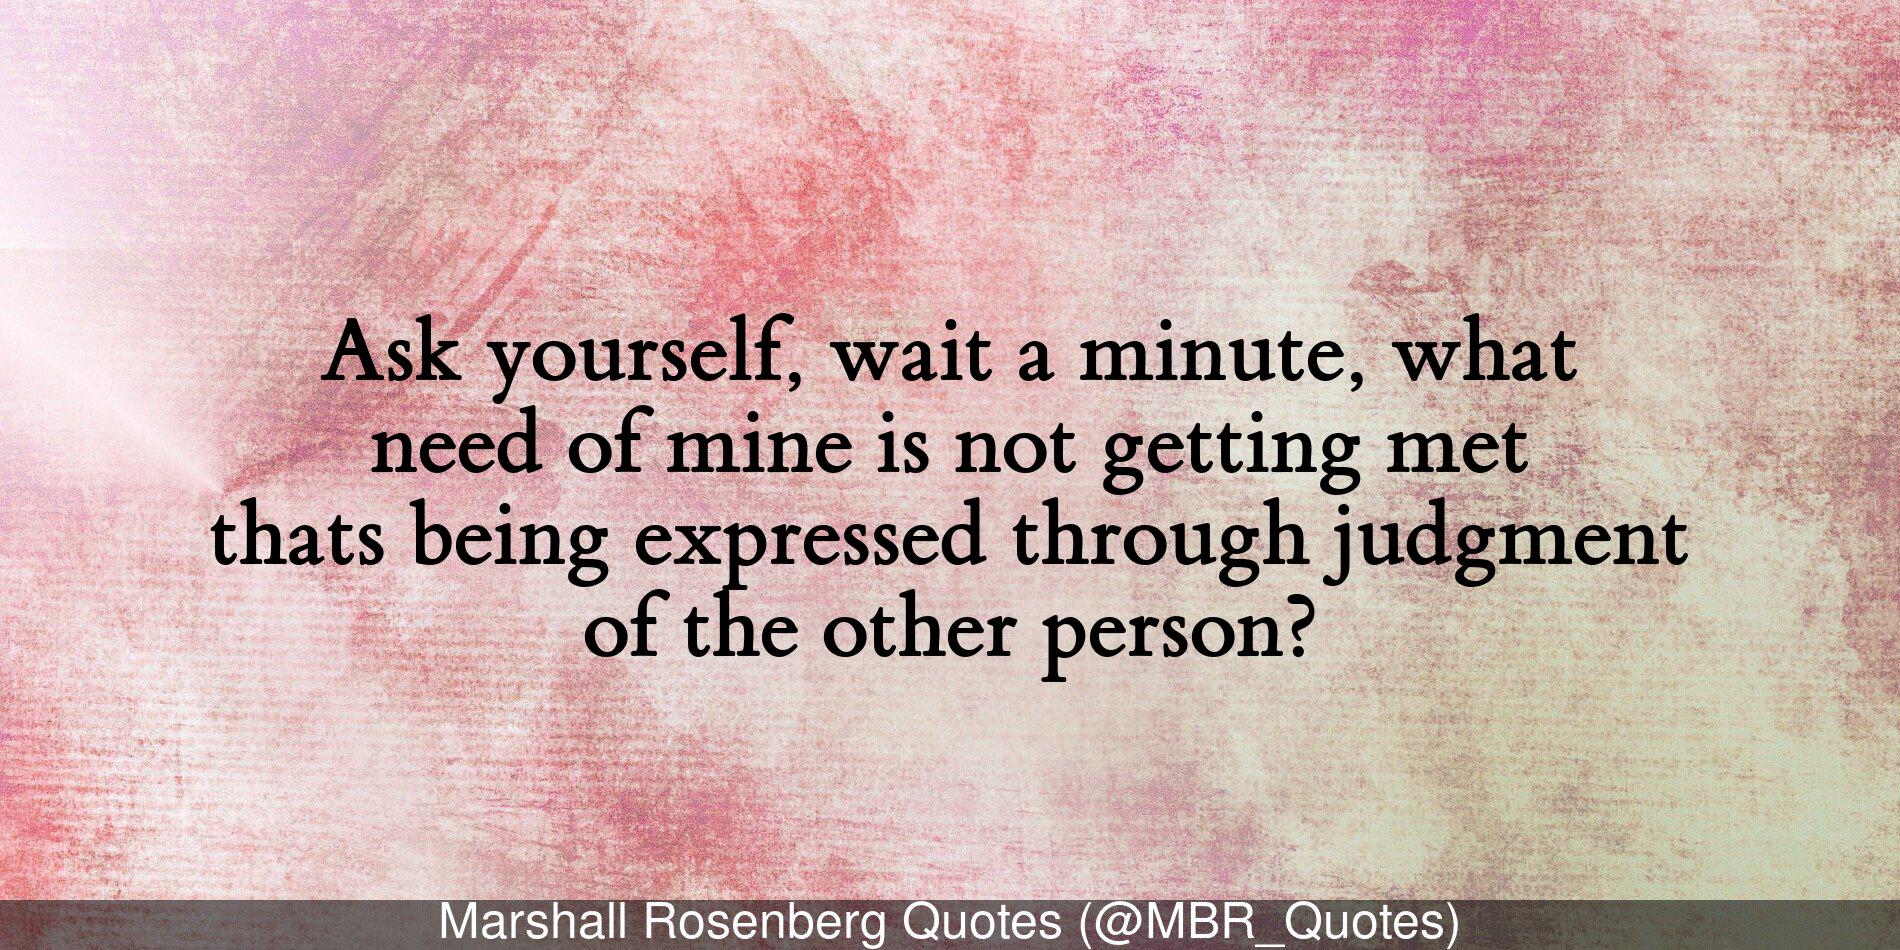 Ask yourself, wait a minute, what
need of mine is not getting met
thats being expressed through judgment
of the other person?
Marshall Rosenberg Quotes (@MBR_Quotes)